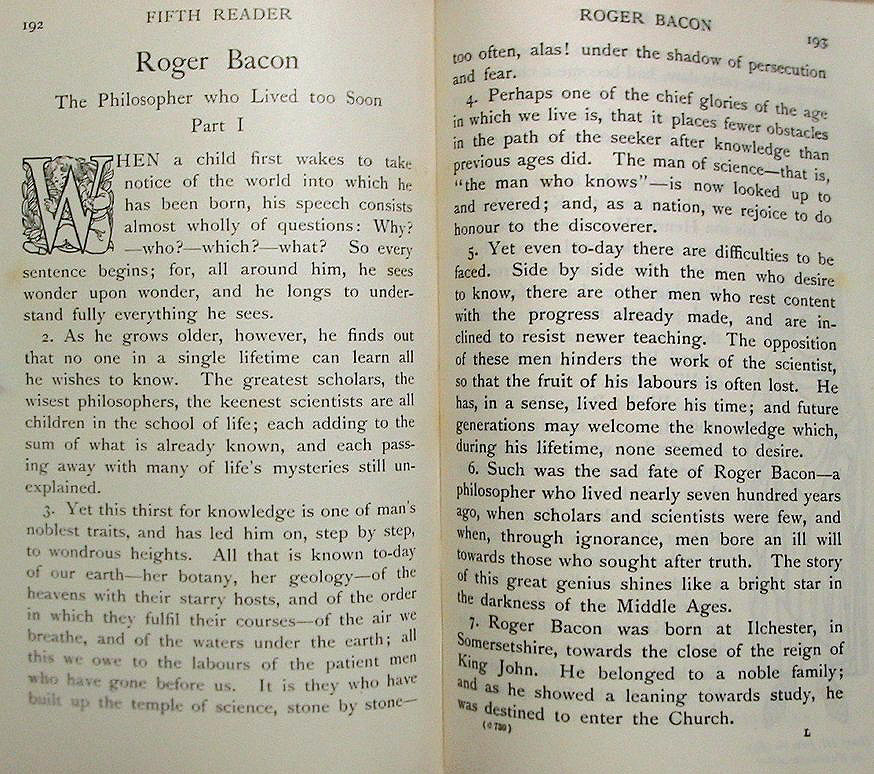 192
FIFTH READER
Roger Bacon
The Philosopher who Lived too Soon
Part I
WHEN a child first wakes to take
notice of the world into which he
has been born, his speech consists
almost wholly of questions: Why?
—who?—which?—what? So every
sentence begins; for, all around him, he sees
wonder upon wonder, and he longs to under-
stand fully everything he sees.
2. As he grows older, however, he finds out
that no one in a single lifetime can learn all
he wishes to know. The greatest scholars, the
wisest philosophers, the keenest scientists are all
children in the school of life; each adding to the
sum of what is already known, and each pass-
ing away with many of life's mysteries still un-
explained.
3. Yet this thirst for knowledge is one of man's
noblest traits, and has led him on, step by step,
to wondrous heights. All that is known to-day
of our earth—her botany, her geology—of the
heavens with their starry hosts, and of the order
in which they fulfil their courses—of the air we
breathe, and of the waters under the earth; all
this we owe to the labours of the patient men
who have gone before us. It is they who have
built up the temple of science, stone by stone—
ROGER BACON
193
too often, alas! under the shadow of persecution
and fear.
4. Perhaps one of the chief glories of the age
in which we live is, that it places fewer obstacles
in the path of the seeker after knowledge than
previous ages did. The man of science—that is,
"the man who knows"—is now looked up to
and revered; and, as a nation, we rejoice to do
honour to the discoverer.
5. Yet even to-day there are difficulties to be
faced. Side by side with the men who desire
to know, there are other men who rest content
with the progress already made, and are in-
clined to resist newer teaching. The opposition
of these men hinders the work of the scientist,
so that the fruit of his labours is often lost. He
has, in a sense, lived before his time; and future
generations may welcome the knowledge which,
during his lifetime, none seemed to desire.
6. Such was the sad fate of Roger Bacon—a
philosopher who lived nearly seven hundred years
ago, when scholars and scientists were few, and
when, through ignorance, men bore an ill will
towards those who sought after truth. The story
of this great genius shines like a bright star in
the darkness of the Middle Ages.
7. Roger Bacon was born at Ilchester, in
Somersetshire, towards the close of the reign of
King John. He belonged to a noble family;
and as he showed a leaning towards study, he
was destined to enter the Church.
L